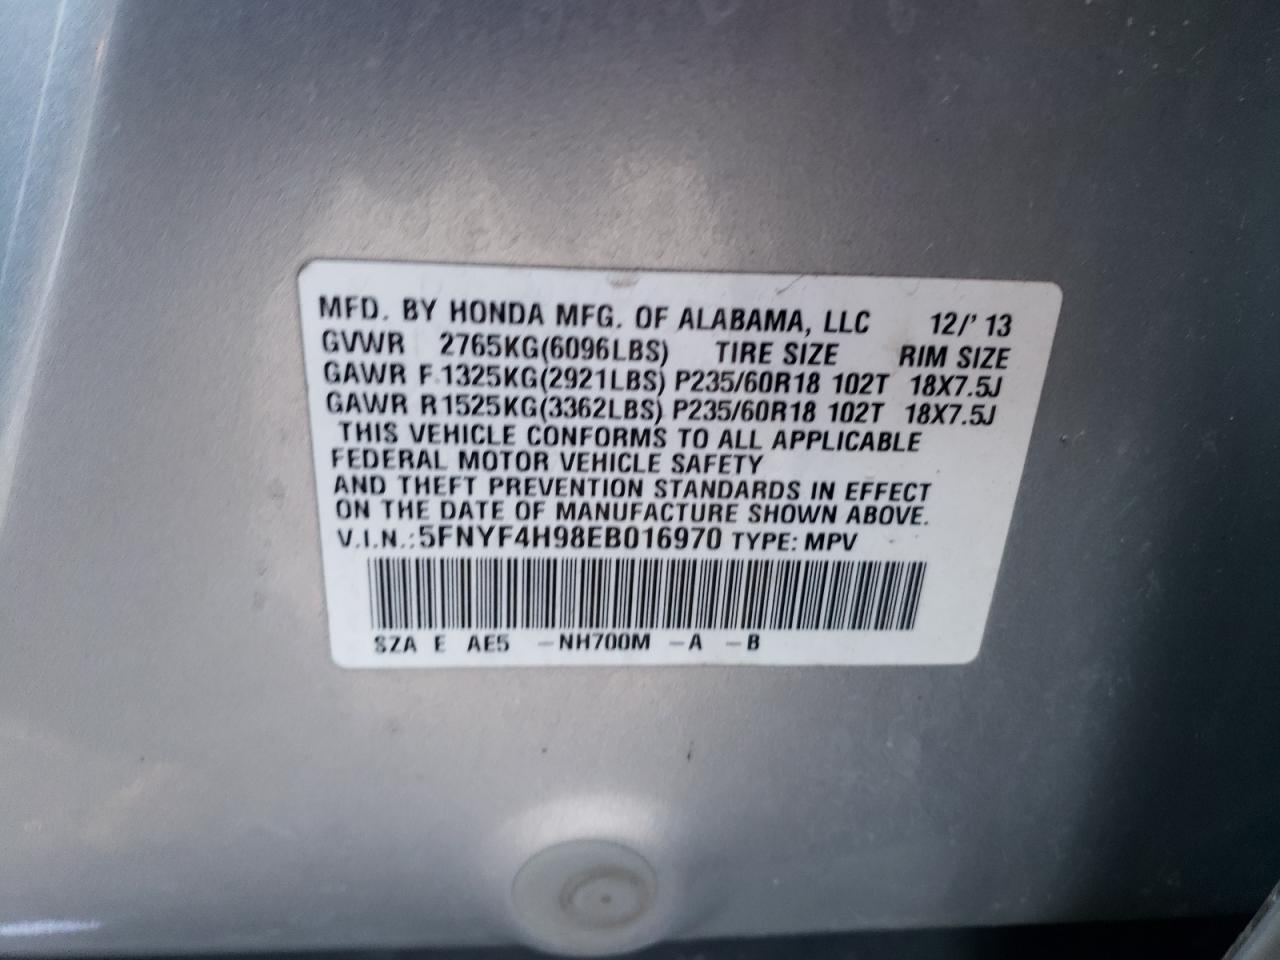 MFD. BY HONDA MFG. OF ALABAMA, LLC 12/' 13
GVWR 2765KG(6096LBS) TIRE SIZE RIM SIZE
GAWR F 1325KG(2921LBS) P235/60R18 102T 18X7.5J
GAWR R1525KG(3362LBS) P235/60R18 102T 18X7.5J
THIS VEHICLE CONFORMS TO ALL APPLICABLE
FEDERAL MOTOR VEHICLE SAFETY
AND THEFT PREVENTION STANDARDS IN EFFECT
ON THE DATE OF MANUFACTURE SHOWN ABOVE.
V.I.N.:5FNYF4H98EB016970 TYPE: MPV
SZA E AE5 -NH700M -A -B